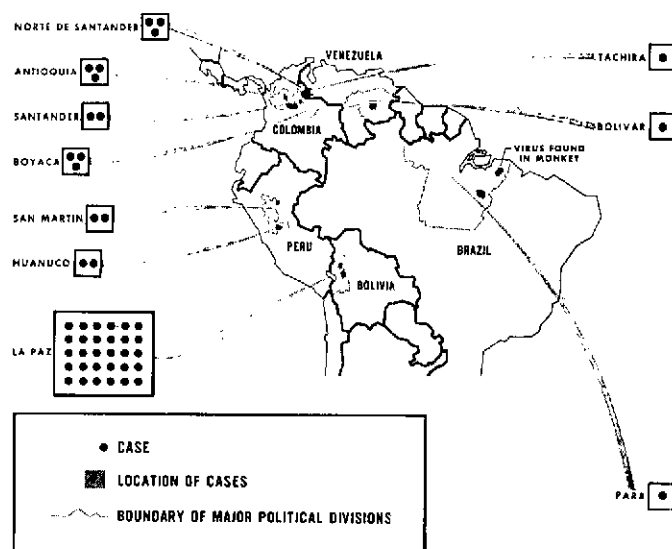 NORTE DE SANTANDER
VENEZUELA
TACHIRA
ANTIOQUIA
SANTANDER
COLOMBIA
BOLIVAR
BOYACA
VIRUS FOUND
IN MONKEY
SAN MARTIN
PERU
BRAZIL
HUANUCO
BOLIVIA
LA PAZ
CASE
LOCATION OF CASES
BOUNDARY OF MAJOR POLITICAL DIVISIONS
PARA